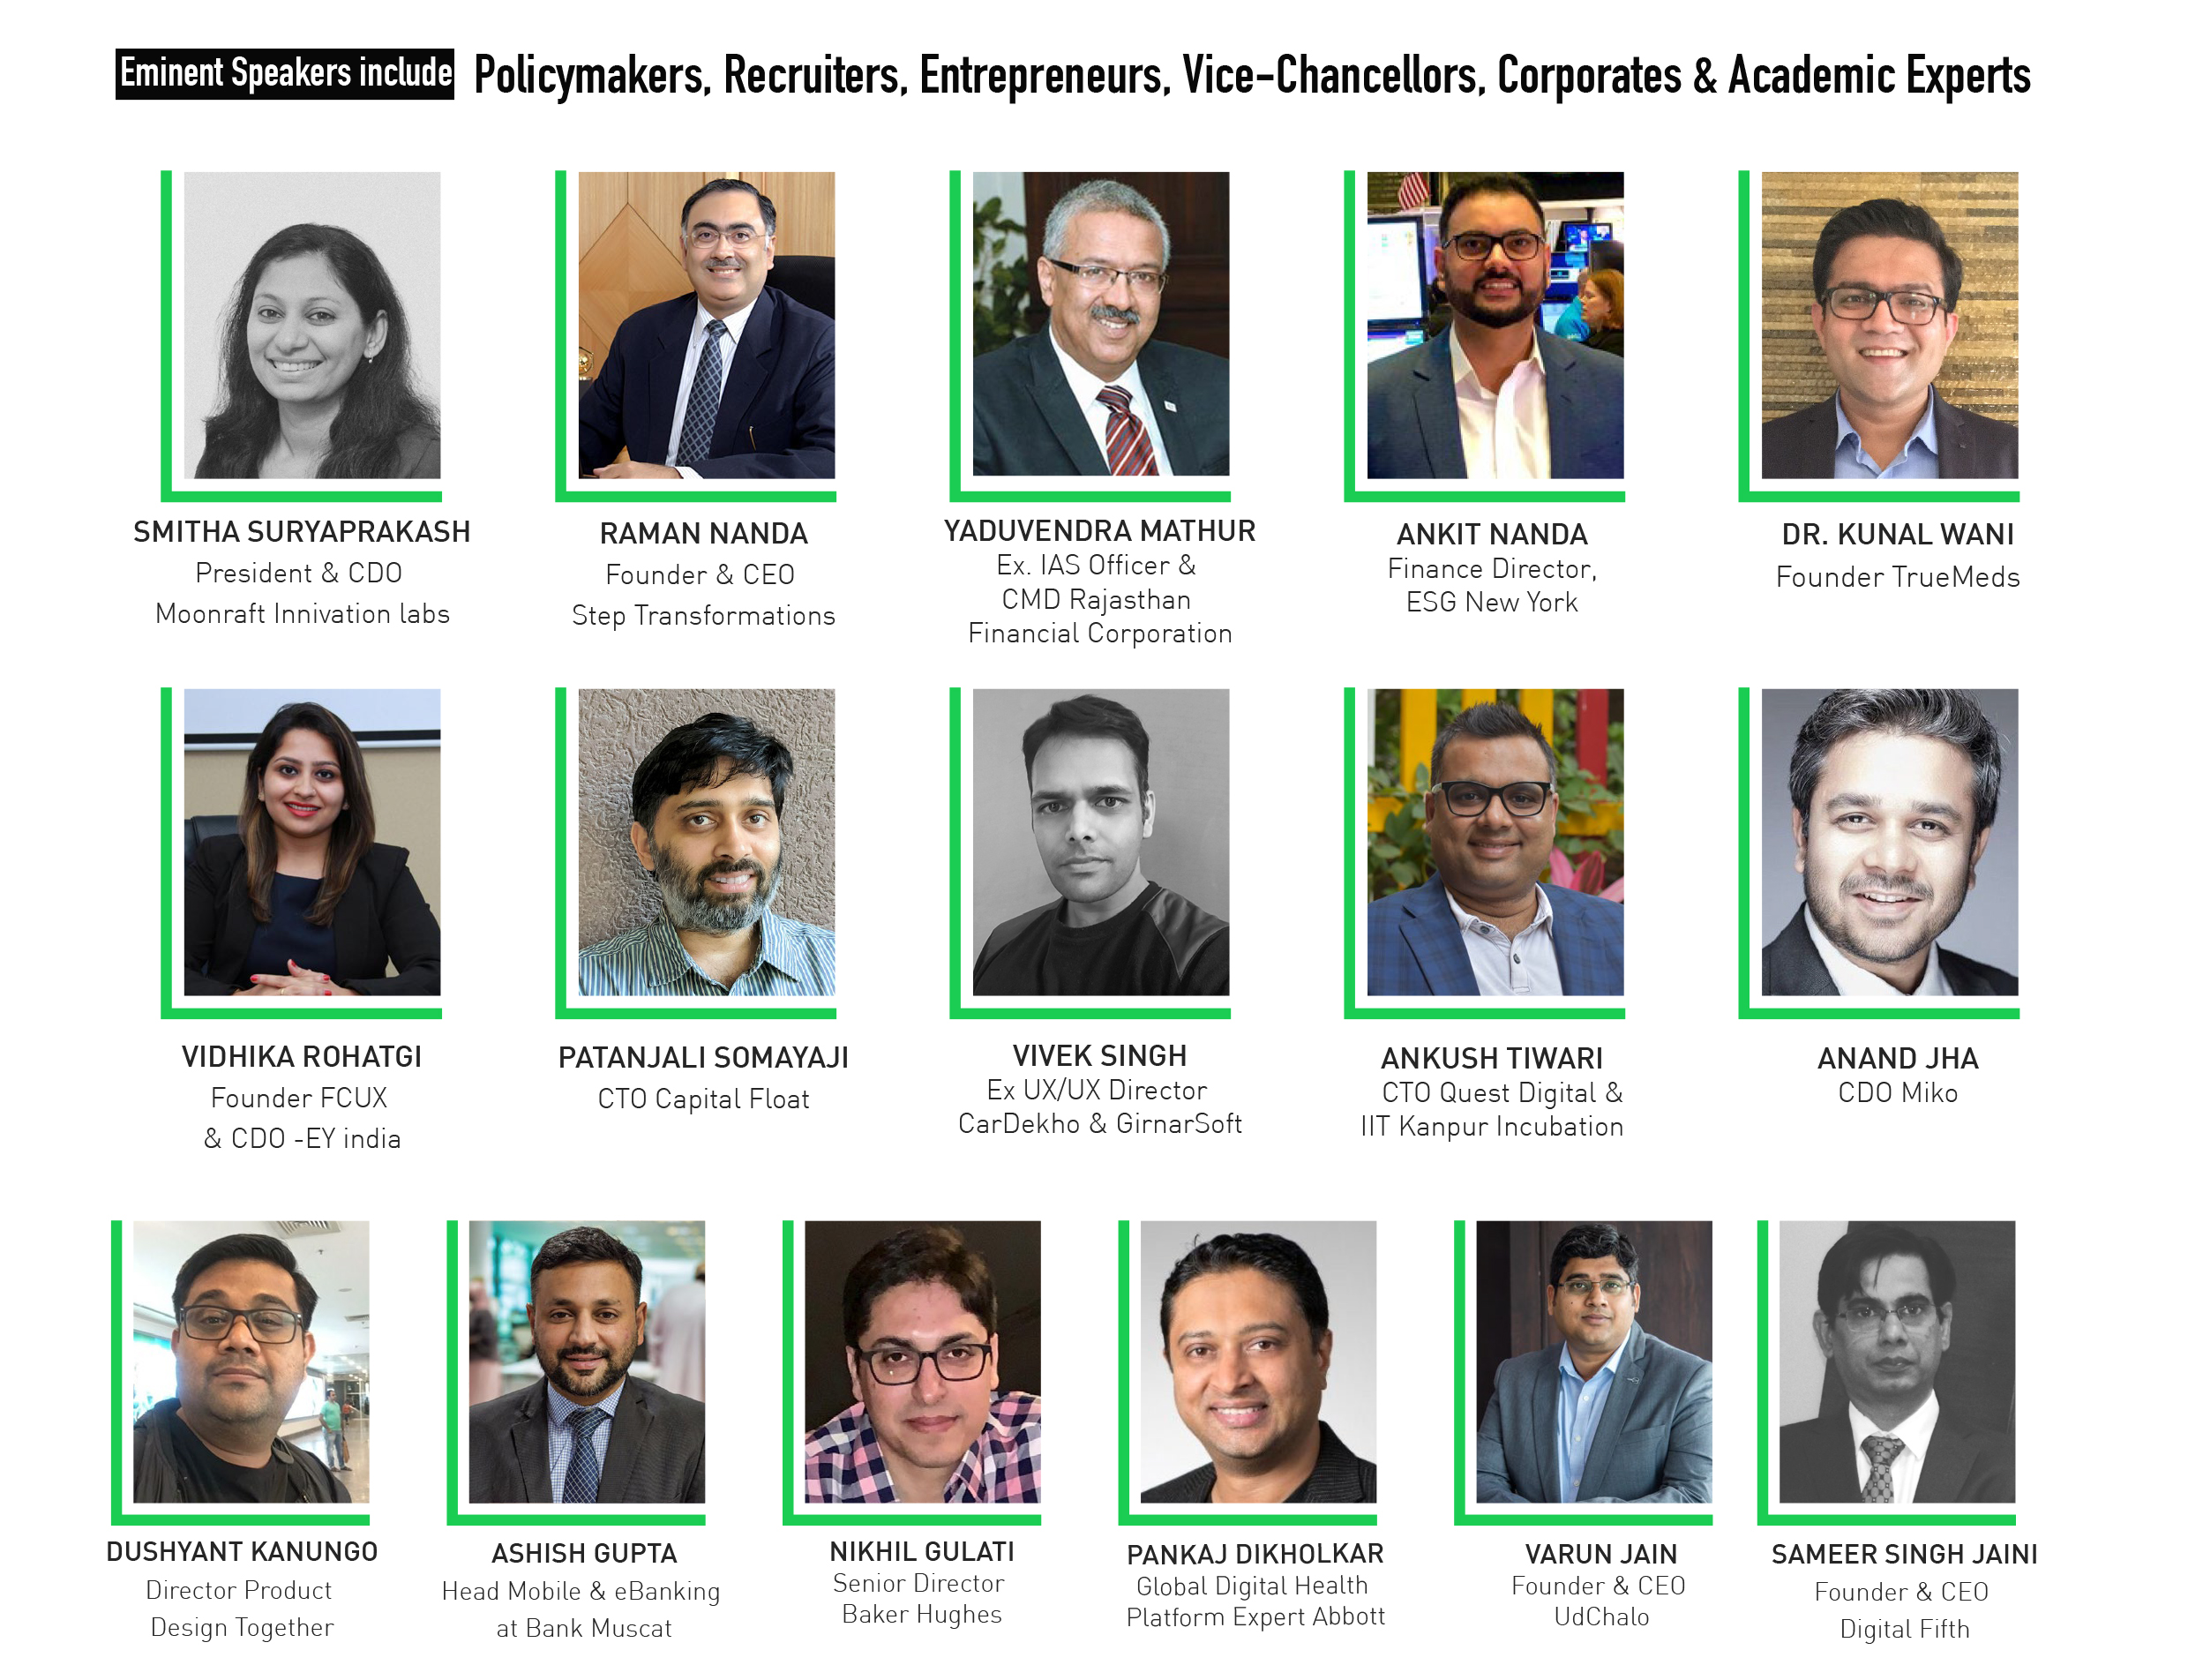 Eminent Speakers include Policymakers, Recruiters, Entrepreneurs, Vice-Chancellors, Corporates & Academic Experts
SMITHA SURYAPRAKASH
President & CDO
Moonraft Innivation labs
RAMAN NANDA
Founder & CEO
Step Transformations
YADUVENDRA MATHUR
Ex. IAS Officer &
CMD Rajasthan
Financial Corporation
ANKIT NANDA
Finance Director,
ESG New York
DR. KUNAL WANI
Founder TrueMeds
VIDHIKA ROHATGI
Founder FCUX
& CDO -EY india
PATANJALI SOMAYAJI
CTO Capital Float
VIVEK SINGH
Ex UX/UX Director
CarDekho & GirnarSoft
ANKUSH TIWARI
CTO Quest Digital &
IIT Kanpur Incubation
ANAND JHA
CDO Miko
DUSHYANT KANUNGO
Director Product
Design Together
ASHISH GUPTA
Head Mobile & eBanking
at Bank Muscat
NIKHIL GULATI
Senior Director
Baker Hughes
PANKAJ DIKHOLKAR
Global Digital Health
Platform Expert Abbott
VARUN JAIN
Founder & CEO
UdChalo
SAMEER SINGH JAINI
Founder & CEO
Digital Fifth